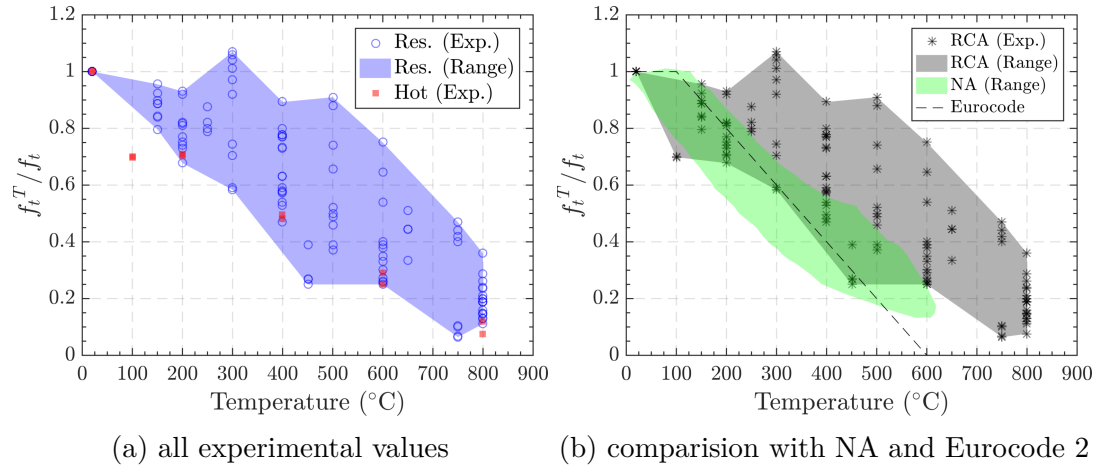 1.2
1
0.8
0.6
0.4
0.2
0
f_t^T/f_t
Res. (Exp.)
Res. (Range)
Hot (Exp.)
0 100 200 300 400 500 600 700 800 900
Temperature (°C)
(a) all experimental values
1.2
1
0.8
0.6
0.4
0.2
0
f_t^T/f_t
RCA (Exp.)
RCA (Range)
NA (Range)
Eurocode
0 100 200 300 400 500 600 700 800 900
Temperature (°C)
(b) comparision with NA and Eurocode 2